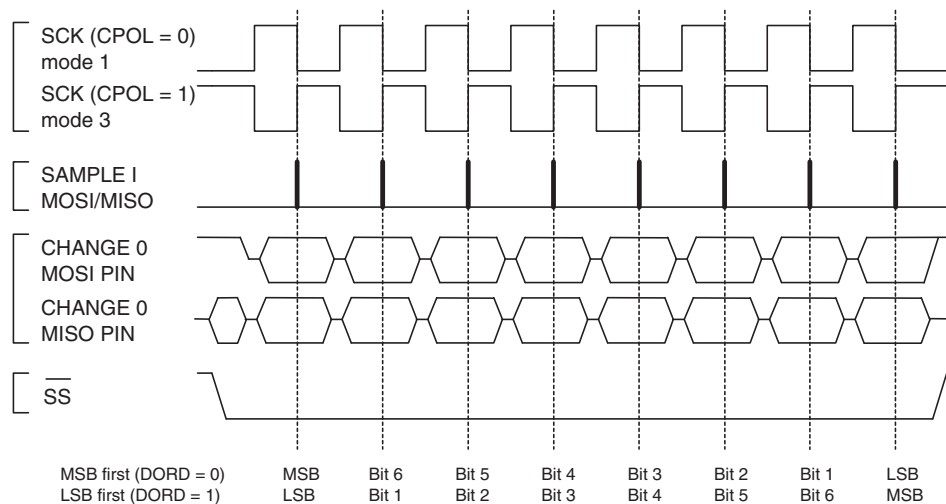 SCK (CPOL = 0)
mode 1
SCK (CPOL = 1)
mode 3
SAMPLE I
MOSI/MISO
CHANGE 0
MOSI PIN
CHANGE 0
MISO PIN
SS
MSB first (DORD = 0) MSB Bit 6 Bit 5 Bit 4 Bit 3 Bit 2 Bit 1 LSB
LSB first (DORD = 1) LSB Bit 1 Bit 2 Bit 3 Bit 4 Bit 5 Bit 6 MSB